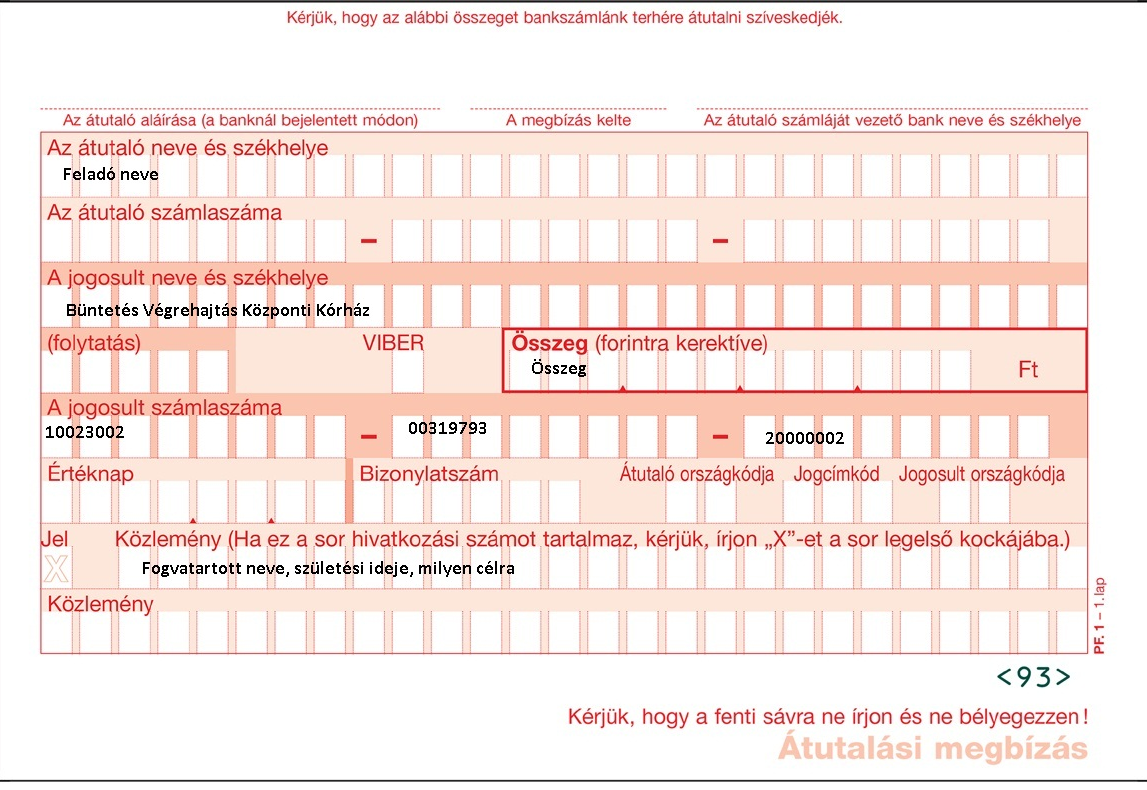 Kérjük, hogy az alábbi összeget bankszámlánk terhére átutalni szíveskedjék.
Az átutaló aláírása (a banknál bejelentett módon) A megbízás kelte Az átutaló számláját vezető bank neve és székhelye
Az átutaló neve és székhelye
Feladó neve
Az átutaló számlaszáma
– –
A jogosult neve és székhelye
Büntetés Végrehajtás Központi Kórház
(folytatás) VIBER Összeg (forintra kerektíve)
Összeg Ft
A jogosult számlaszáma
10023002 – 00319793 – 20000002
Értéknap Bizonylatszám Átutaló országkódja Jogcímkód Jogosult országkódja
Jel Közlemény (Ha ez a sor hivatkozási számot tartalmaz, kérjük, írjon „X”-et a sor legelső kockájába.)
X Fogvatartott neve, születési ideje, milyen célra
Közlemény
PF. 1 – 1. lap
<93>
Kérjük, hogy a fenti sávra ne írjon és ne bélyegezzen!
Átutalási megbízás